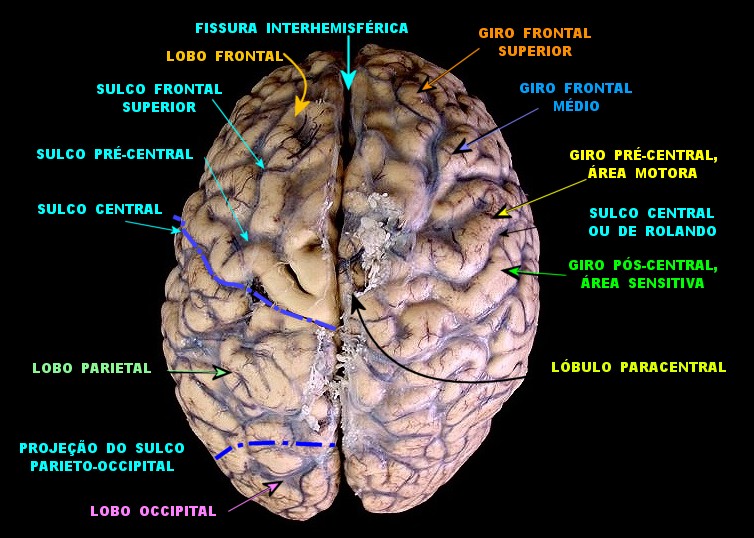 FISSURA INTERHEMISFÉRICA
LOBO FRONTAL
SULCO FRONTAL
SUPERIOR
SULCO PRÉ-CENTRAL
SULCO CENTRAL
LOBO PARIETAL
PROJEÇÃO DO SULCO
PARIETO-OCCIPITAL
LOBO OCCIPITAL
GIRO FRONTAL
SUPERIOR
GIRO FRONTAL
MÉDIO
GIRO PRÉ-CENTRAL,
ÁREA MOTORA
SULCO CENTRAL
OU DE ROLANDO
GIRO PÓS-CENTRAL,
ÁREA SENSITIVA
LÓBULO PARACENTRAL